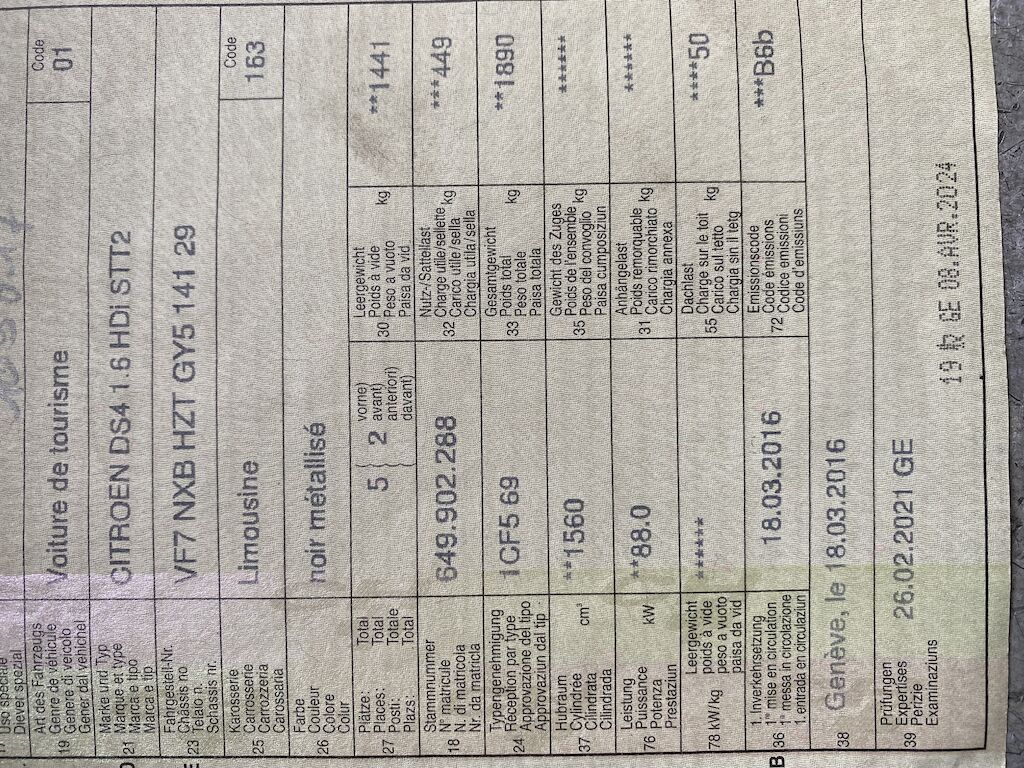 Uso speciale
Diever spezial
19
Art des Fahrzeugs
Genre de véhicule
Genere di veicolo
Gener dal vehichel
Voiture de tourisme
Code
01
21
Marke und Typ
Marque et type
Marca e tipo
Marca e tip
CITROEN DS4 1.6 HDi STT2
23
Fahrgestell-Nr.
Châssis no
Telaio n.
Schassis nr.
VF7 NXB HZT GY5 141 29
25
Karosserie
Carrosserie
Carrozzeria
Carossaria
Limousine
Code
163
26
Farbe
Couleur
Colore
Colur
noir métallisé
27
Plätze: Total
Places: Total
Posti: Totale
Plazs: Total
5 { 2
vorne)
avant)
anteriori)
davant)
30
Leergewicht
Poids à vide
Peso a vuoto
Paisa da vid
kg
**1441
18
Stammnummer
N° matricule
N. di matricola
Nr. da matricla
649.902.288
32
Nutz-/Sattellast
Charge utile/sellette
Carico utile/sella
Chargia utila/sella
kg
***449
24
Typengenehmigung
Réception par type
Approvazione del tipo
Approvaziun dal tip
1CF5 69
33
Gesamtgewicht
Poids total
Peso totale
Paisa totala
kg
**1890
37
Hubraum
Cylindrée
Cilindrata
Cilindrada
cm³
**1560
35
Gewicht des Zuges
Poids de l'ensemble
Peso del convoglio
Paisa cumposiziun
kg
******
76
Leistung
Puissance
Potenza
Prestaziun
kW
**88.0
31
Anhängelast
Poids remorquable
Carico rimorchiato
Chargia annexa
kg
******
78 kW/kg
Leergewicht
poids à vide
peso a vuoto
paisa da vid
*****
55
Dachlast
Charge sur le toit
Carico sul tetto
Chargia sin il tetg
kg
****50
B 36
1. Inverkehrsetzung
1re mise en circulation
1a messa in circolazione
1. entrada en circulaziun
18.03.2016
72
Emissionscode
Code émissions
Codice emissioni
Code d'emissiuns
***B6b
38
Genève, le 18.03.2016
39
Prüfungen
Expertises
Perizie
Examinaziuns
26.02.2021 GE
GE 08.AVR.2024